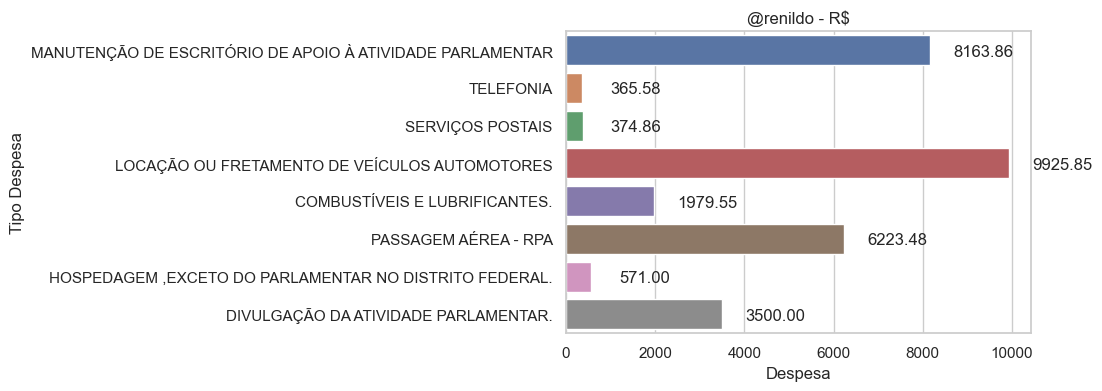 @renildo - R$
Tipo Despesa
MANUTENÇÃO DE ESCRITÓRIO DE APOIO À ATIVIDADE PARLAMENTAR 8163.86
TELEFONIA 365.58
SERVIÇOS POSTAIS 374.86
LOCAÇÃO OU FRETAMENTO DE VEÍCULOS AUTOMOTORES 9925.85
COMBUSTÍVEIS E LUBRIFICANTES. 1979.55
PASSAGEM AÉREA - RPA 6223.48
HOSPEDAGEM ,EXCETO DO PARLAMENTAR NO DISTRITO FEDERAL. 571.00
DIVULGAÇÃO DA ATIVIDADE PARLAMENTAR. 3500.00
0 2000 4000 6000 8000 10000
Despesa